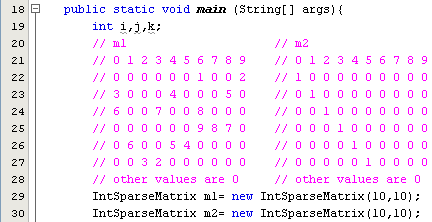 18 public static void main (String[] args){
19 int i,j,k;
20 // m1 // m2
21 // 0 1 2 3 4 5 6 7 8 9 // 0 1 2 3 4 5 6 7 8 9
22 // 0 0 0 0 0 0 1 0 0 2 // 1 0 0 0 0 0 0 0 0 0
23 // 3 0 0 0 4 0 0 0 5 0 // 0 1 0 0 0 0 0 0 0 0
24 // 6 0 0 7 0 0 8 0 0 0 // 0 0 1 0 0 0 0 0 0 0
25 // 0 0 0 0 0 0 9 8 7 0 // 0 0 0 1 0 0 0 0 0 0
26 // 0 6 0 0 5 4 0 0 0 0 // 0 0 0 0 1 0 0 0 0 0
27 // 0 0 3 2 0 0 0 0 0 0 // 0 0 0 0 0 1 0 0 0 0
28 // other values are 0 // other values are 0
29 IntSparseMatrix m1= new IntSparseMatrix(10,10);
30 IntSparseMatrix m2= new IntSparseMatrix(10,10);